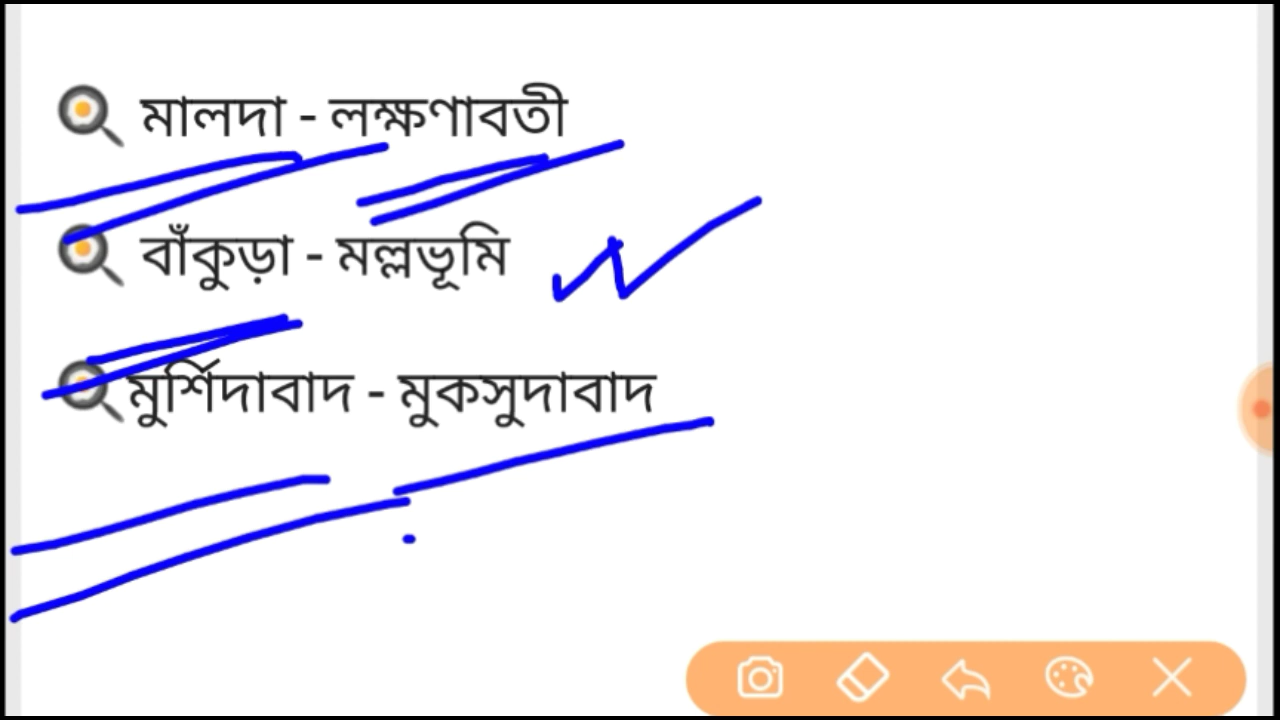 মালদা - লক্ষণাবতী
বাঁকুড়া - মল্লভূমি
মুর্শিদাবাদ - মুকসুদাবাদ